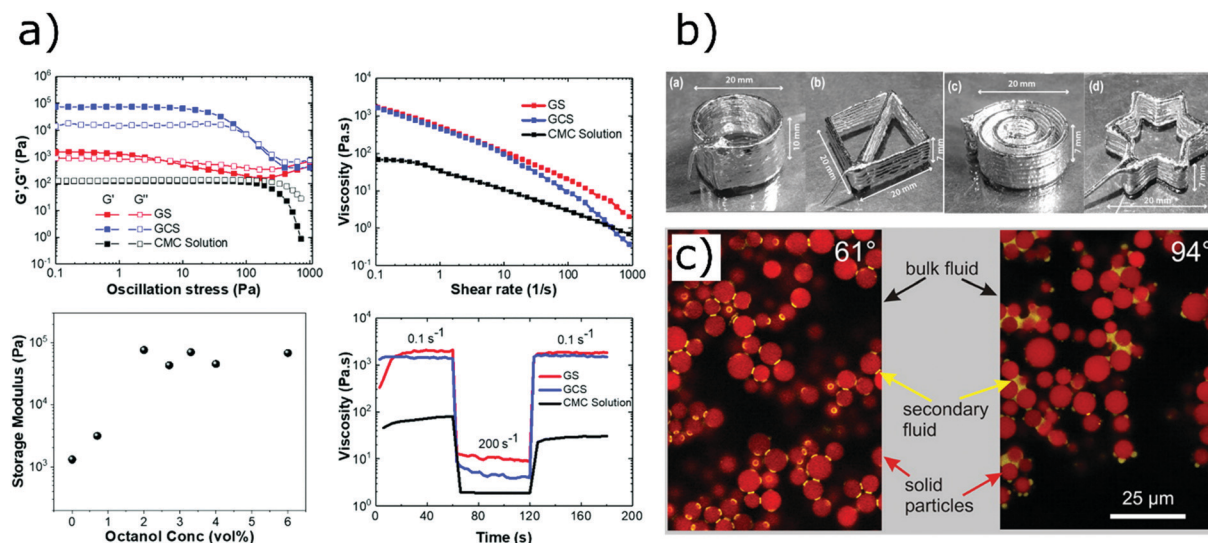 a)
10⁶
10⁵
10⁴
10³
10²
10¹
10⁰
10⁻¹
G',G'' (Pa)
G' G''
GS
GCS
CMC Solution
0.1 1 10 100 1000
Oscillation stress (Pa)
10⁴
10³
10²
10¹
10⁰
10⁻¹
Viscosity (Pa.s)
GS
GCS
CMC Solution
0.1 1 10 100 1000
Shear rate (1/s)
10⁵
10⁴
10³
Storage Modulus (Pa)
0 1 2 3 4 5 6
Octanol Conc (vol%)
10⁴
10³
10²
10¹
10⁰
Viscosity (Pa.s)
0.1 s⁻¹ 0.1 s⁻¹
GS
GCS
CMC Solution
200 s⁻¹
0 40 80 120 160 200
Time (s)
b)
(a) 20 mm
10 mm
(b)
20 mm
20 mm
7 mm
(c) 20 mm
7 mm
(d)
7 mm
20 mm
c)
61° 94°
bulk fluid
secondary
fluid
solid
particles
25 µm